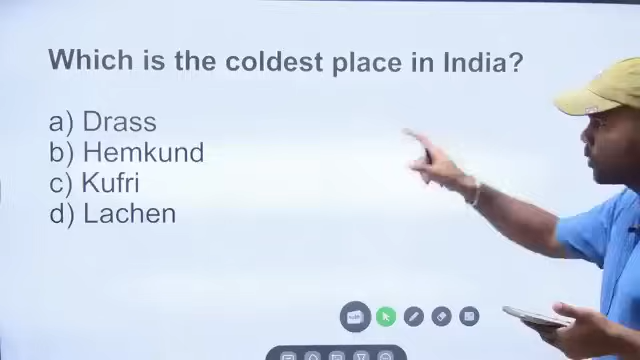 Which is the coldest place in India?
a) Drass
b) Hemkund
c) Kufri
d) Lachen